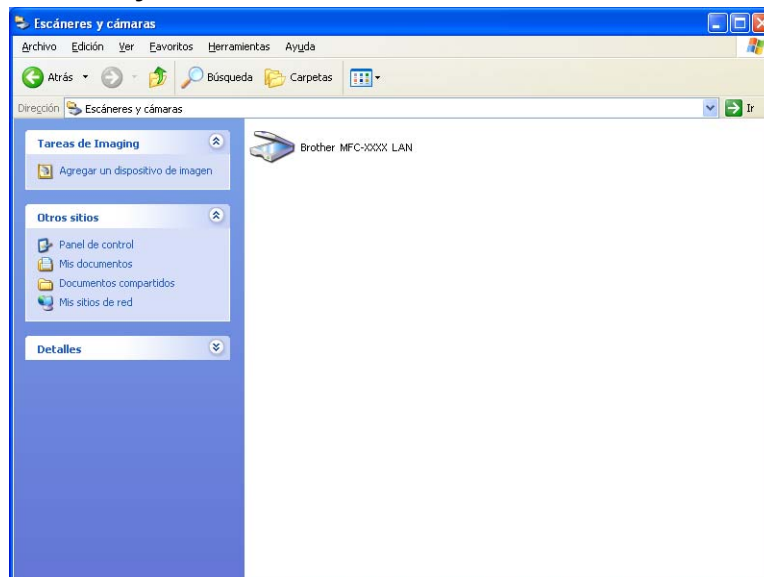 Escáneres y cámaras
Archivo Edición Ver Favoritos Herramientas Ayuda
Atrás Búsqueda Carpetas
Dirección Escáneres y cámaras Ir
Tareas de Imaging
Agregar un dispositivo de imagen
Otros sitios
Panel de control
Mis documentos
Documentos compartidos
Mis sitios de red
Detalles
Brother MFC-XXXX LAN